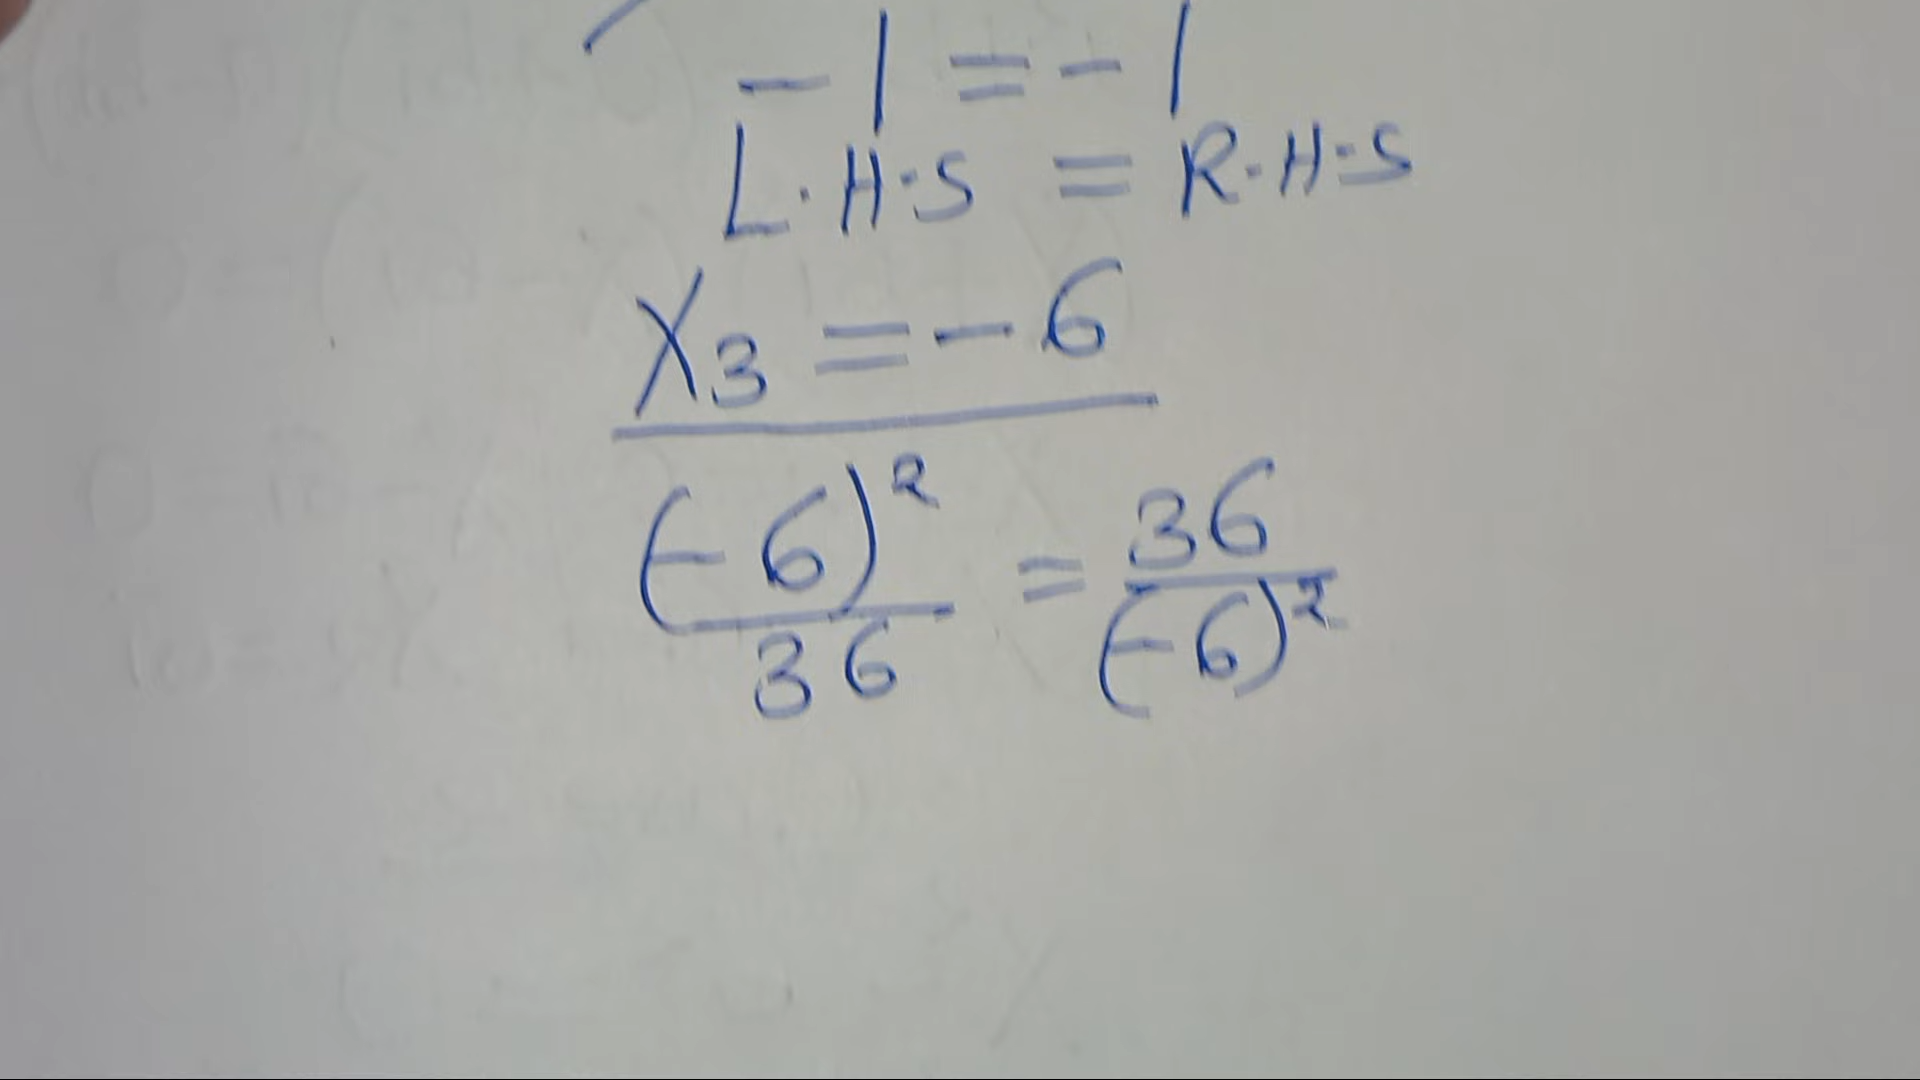 -1 = -1
L.H.S = R.H.S
X₃ = -6
(-6)²/36 = 36/(-6)²